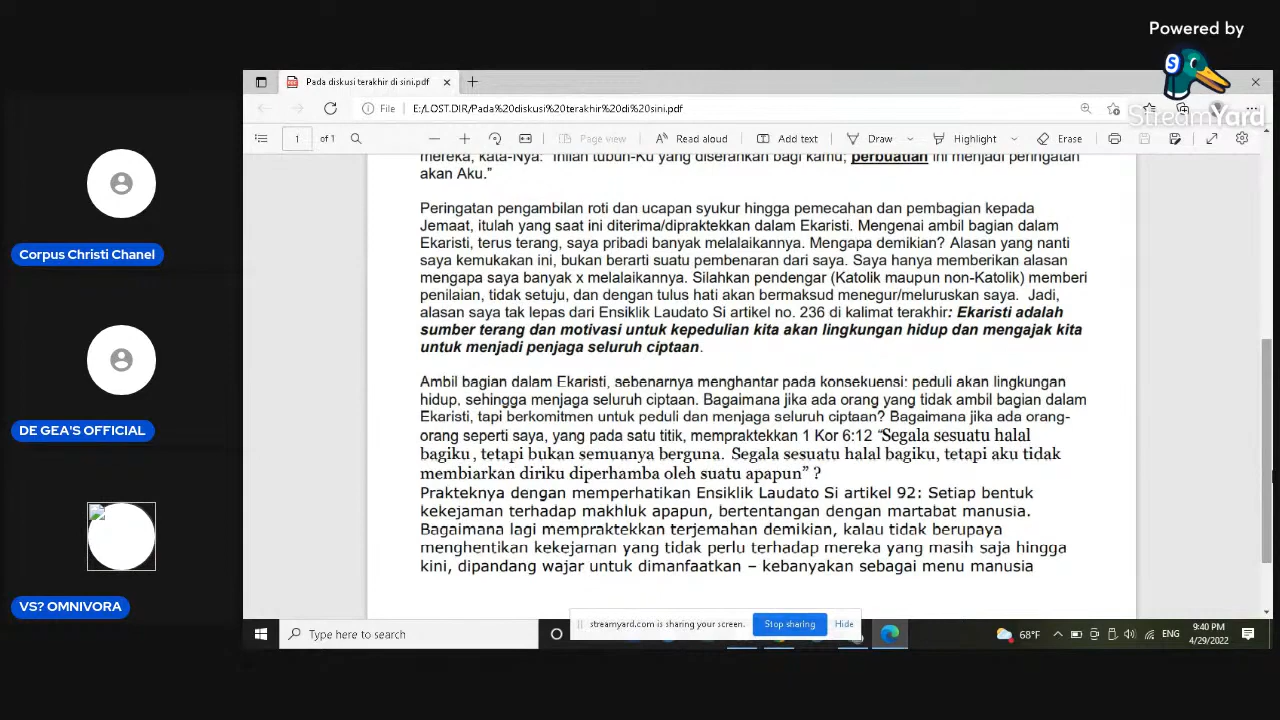 Powered by
StreamYard
Pada diskusi terakhir di sini.pdf
File
E:/LOST.DIR/Pada%20diskusi%20terakhir%20di%20sini.pdf
1 of 1
Page view
Read aloud
Add text
Draw
Highlight
Erase
mereka, kata-Nya: "Inilah tubuh-Ku yang diserahkan bagi kamu; perbuatlah ini menjadi peringatan
akan Aku."
Peringatan pengambilan roti dan ucapan syukur hingga pemecahan dan pembagian kepada
Jemaat, itulah yang saat ini diterima/dipraktekkan dalam Ekaristi. Mengenai ambil bagian dalam
Ekaristi, terus terang, saya pribadi banyak melalaikannya. Mengapa demikian? Alasan yang nanti
saya kemukakan ini, bukan berarti suatu pembenaran dari saya. Saya hanya memberikan alasan
mengapa saya banyak x melalaikannya. Silahkan pendengar (Katolik maupun non-Katolik) memberi
penilaian, tidak setuju, dan dengan tulus hati akan bermaksud menegur/meluruskan saya. Jadi,
alasan saya tak lepas dari Ensiklik Laudato Si artikel no. 236 di kalimat terakhir: Ekaristi adalah
sumber terang dan motivasi untuk kepedulian kita akan lingkungan hidup dan mengajak kita
untuk menjadi penjaga seluruh ciptaan.
Ambil bagian dalam Ekaristi, sebenarnya menghantar pada konsekuensi: peduli akan lingkungan
hidup, sehingga menjaga seluruh ciptaan. Bagaimana jika ada orang yang tidak ambil bagian dalam
Ekaristi, tapi berkomitmen untuk peduli dan menjaga seluruh ciptaan? Bagaimana jika ada orang-
orang seperti saya, yang pada satu titik, mempraktekkan 1 Kor 6:12 "Segala sesuatu halal
bagiku, tetapi bukan semuanya berguna. Segala sesuatu halal bagiku, tetapi aku tidak
membiarkan diriku diperhamba oleh suatu apapun" ?
Prakteknya dengan memperhatikan Ensiklik Laudato Si artikel 92: Setiap bentuk
kekejaman terhadap makhluk apapun, bertentangan dengan martabat manusia.
Bagaimana lagi mempraktekkan terjemahan demikian, kalau tidak berupaya
menghentikan kekejaman yang tidak perlu terhadap mereka yang masih saja hingga
kini, dipandang wajar untuk dimanfaatkan – kebanyakan sebagai menu manusia
Corpus Christi Chanel
DE GEA'S OFFICIAL
VS? OMNIVORA
streamyard.com is sharing your screen.
Stop sharing
Hide
Type here to search
68°F
ENG
9:40 PM
4/29/2022